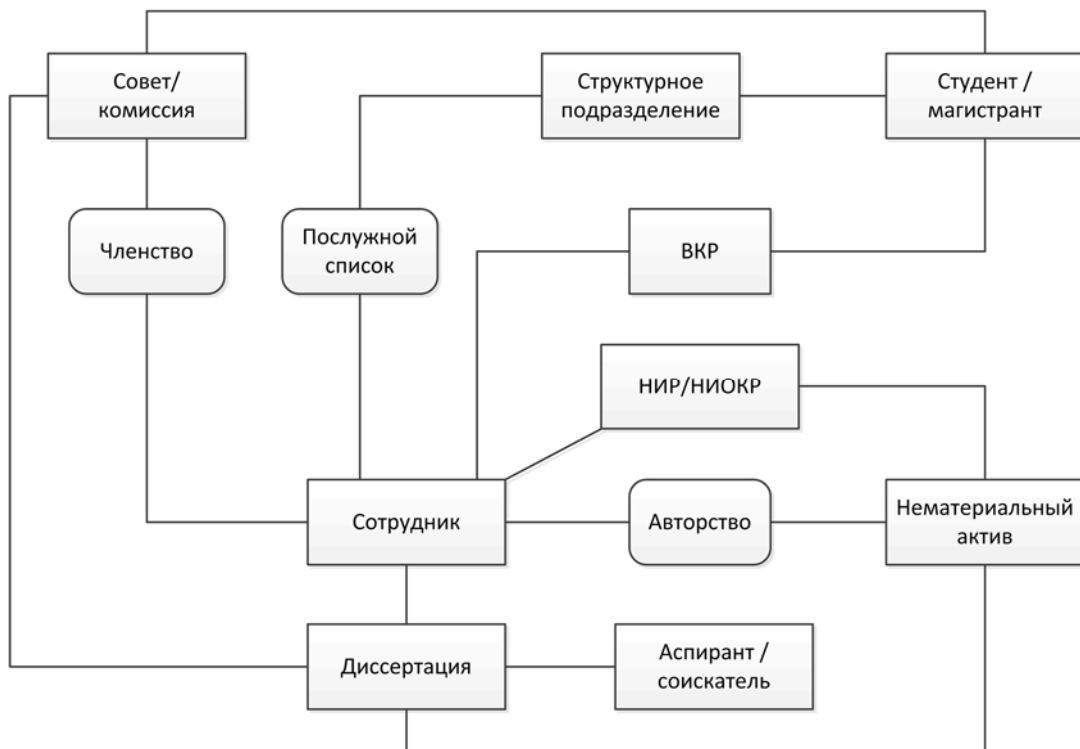 Совет/
комиссия
Структурное
подразделение
Студент /
магистрант
Членство
Послужной
список
ВКР
НИР/НИОКР
Сотрудник
Авторство
Нематериальный
актив
Диссертация
Аспирант /
соискатель